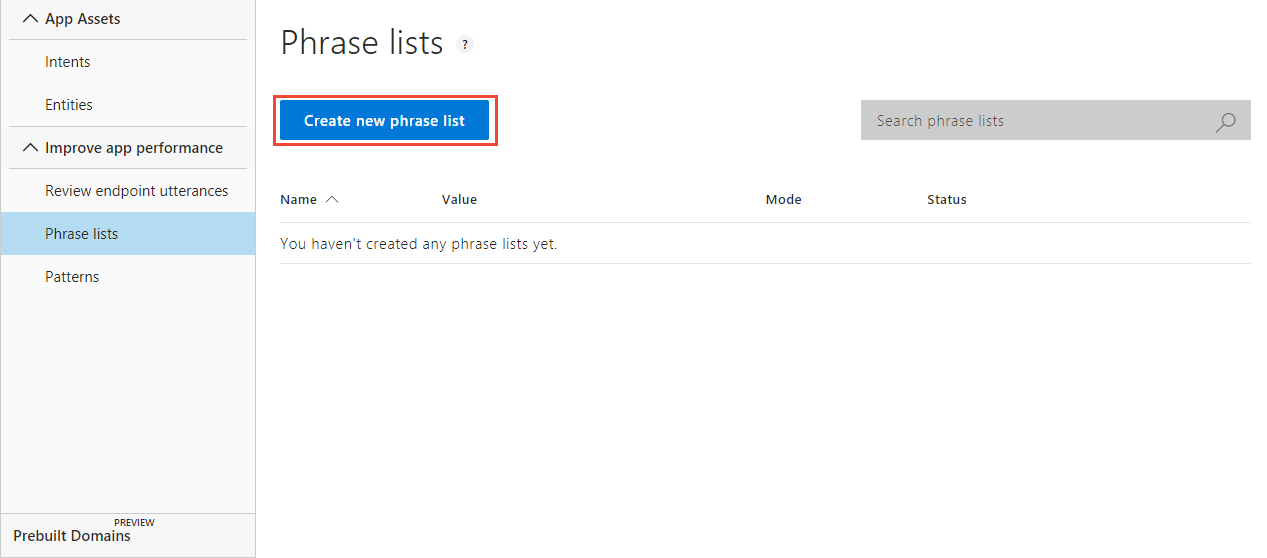 App Assets
Intents
Entities
Improve app performance
Review endpoint utterances
Phrase lists
Patterns
PREVIEW
Prebuilt Domains
Phrase lists ?
Create new phrase list
Search phrase lists
Name Value Mode Status
You haven't created any phrase lists yet.